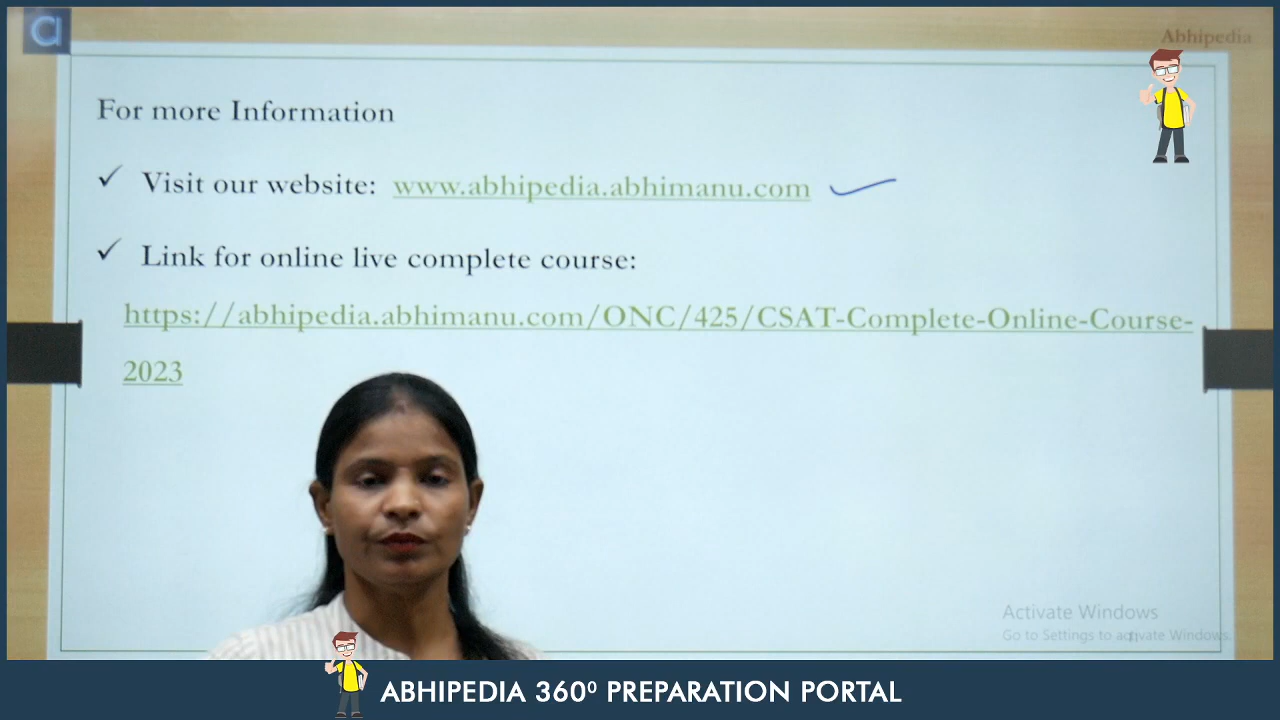 Abhipedia
For more Information
✓ Visit our website: www.abhipedia.abhimanu.com
✓ Link for online live complete course:
https://abhipedia.abhimanu.com/ONC/425/CSAT-Complete-Online-Course-
2023
Activate Windows
Go to Settings to activate Windows.
ABHIPEDIA 360⁰ PREPARATION PORTAL